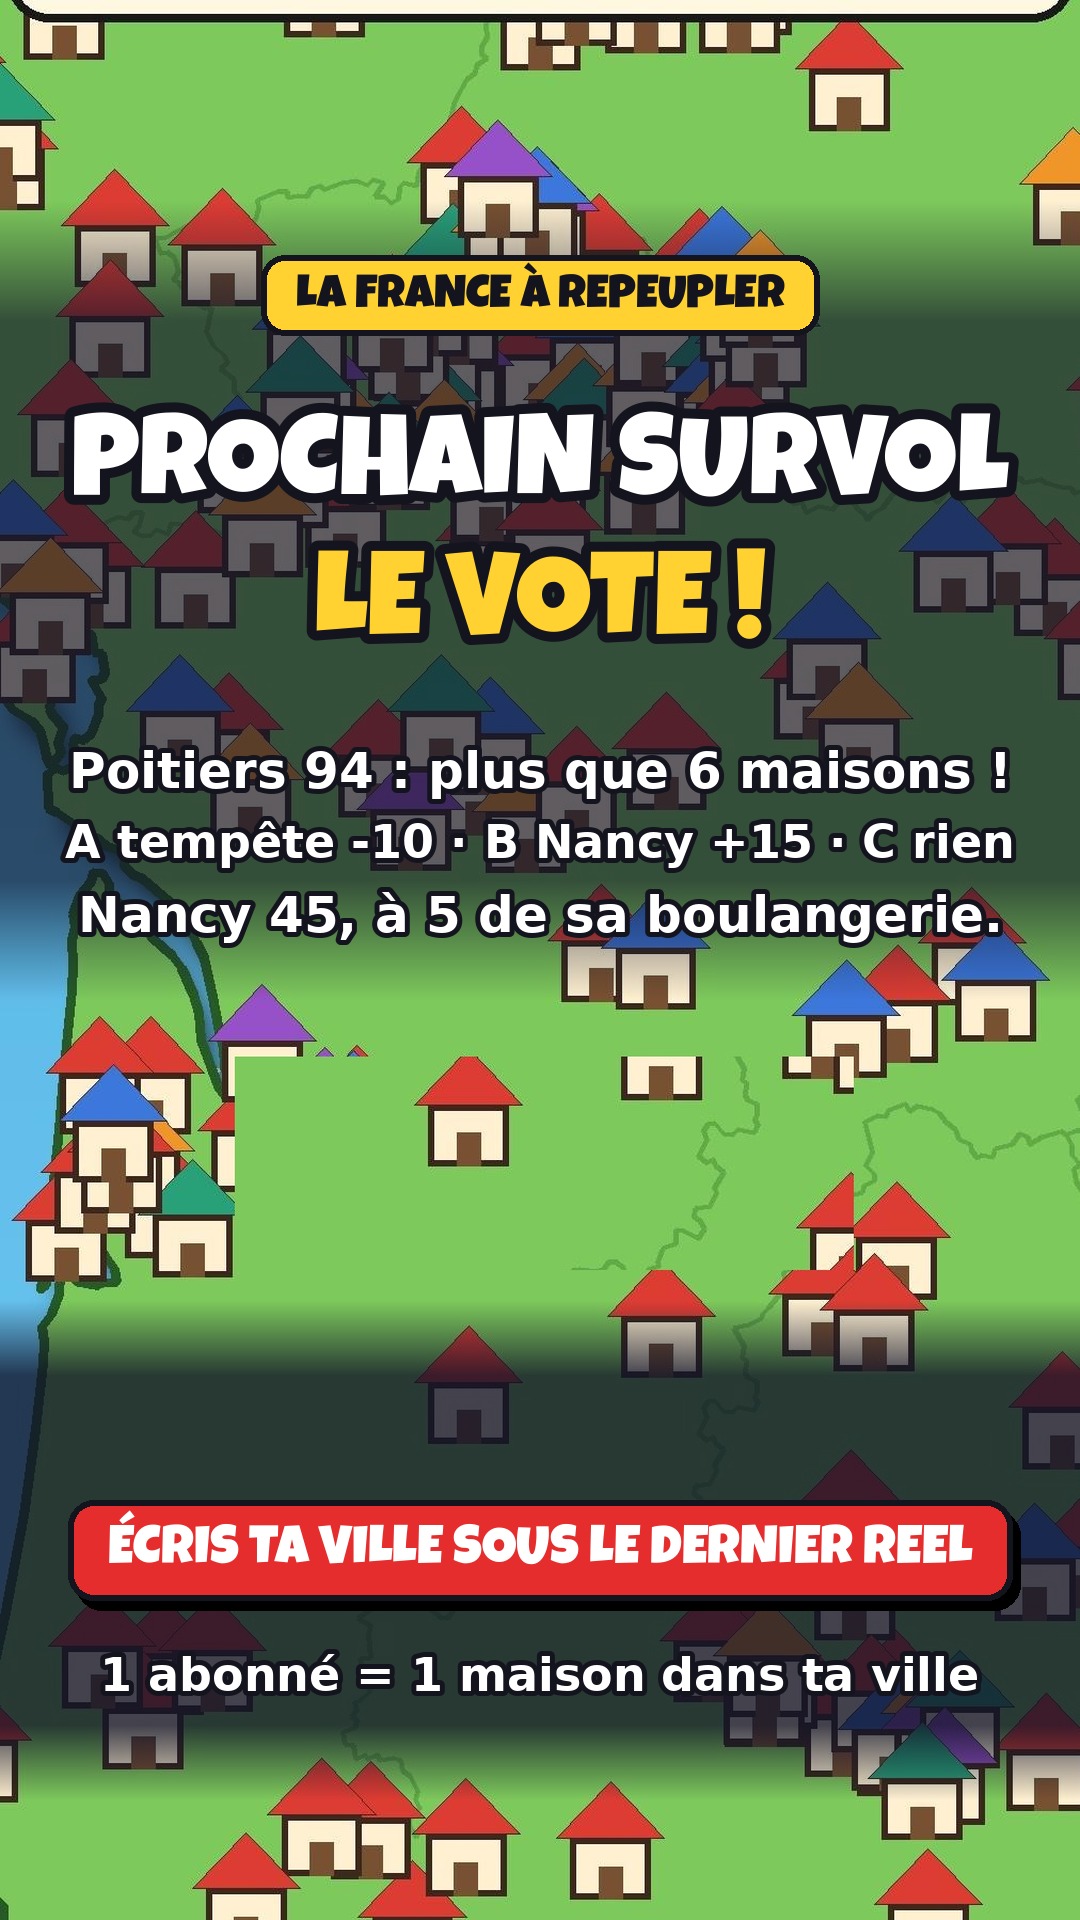 LA FRANCE À REPEUPLER
PROCHAIN SURVOL
LE VOTE !
Poitiers 94 : plus que 6 maisons !
A tempête -10 · B Nancy +15 · C rien
Nancy 45, à 5 de sa boulangerie.
ÉCRIS TA VILLE SOUS LE DERNIER REEL
1 abonné = 1 maison dans ta ville